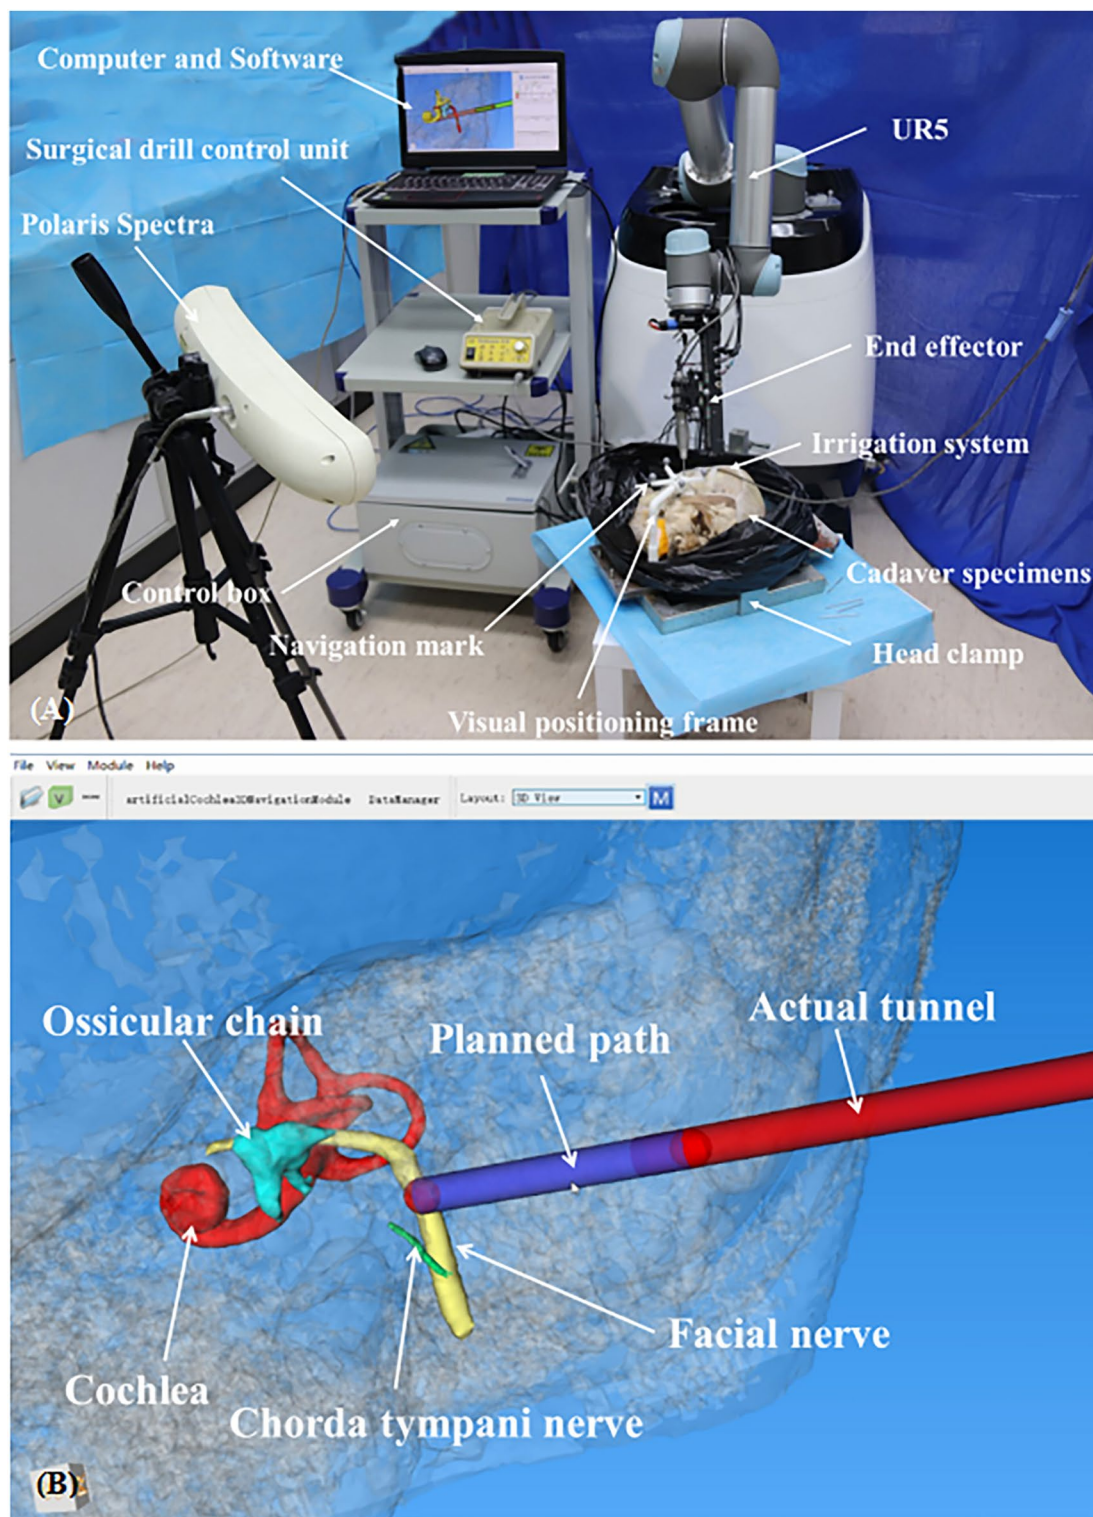 Computer and Software
UR5
Surgical drill control unit
Polaris Spectra
End effector
Irrigation system
Control box
Cadaver specimens
Navigation mark
Head clamp
(A)
Visual positioning frame
File View Module Help
V artificialCochlea3DNavigationModule DataManager Layout: 3D View M
Ossicular chain
Planned path
Actual tunnel
Facial nerve
Cochlea
Chorda tympani nerve
(B)